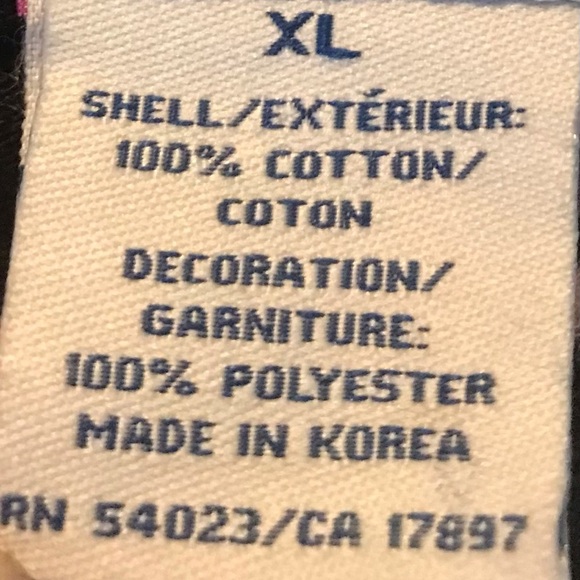 XL
SHELL/EXTÉRIEUR:
100% COTTON/
COTON
DECORATION/
GARNITURE:
100% POLYESTER
MADE IN KOREA
RN 54023/CA 17897